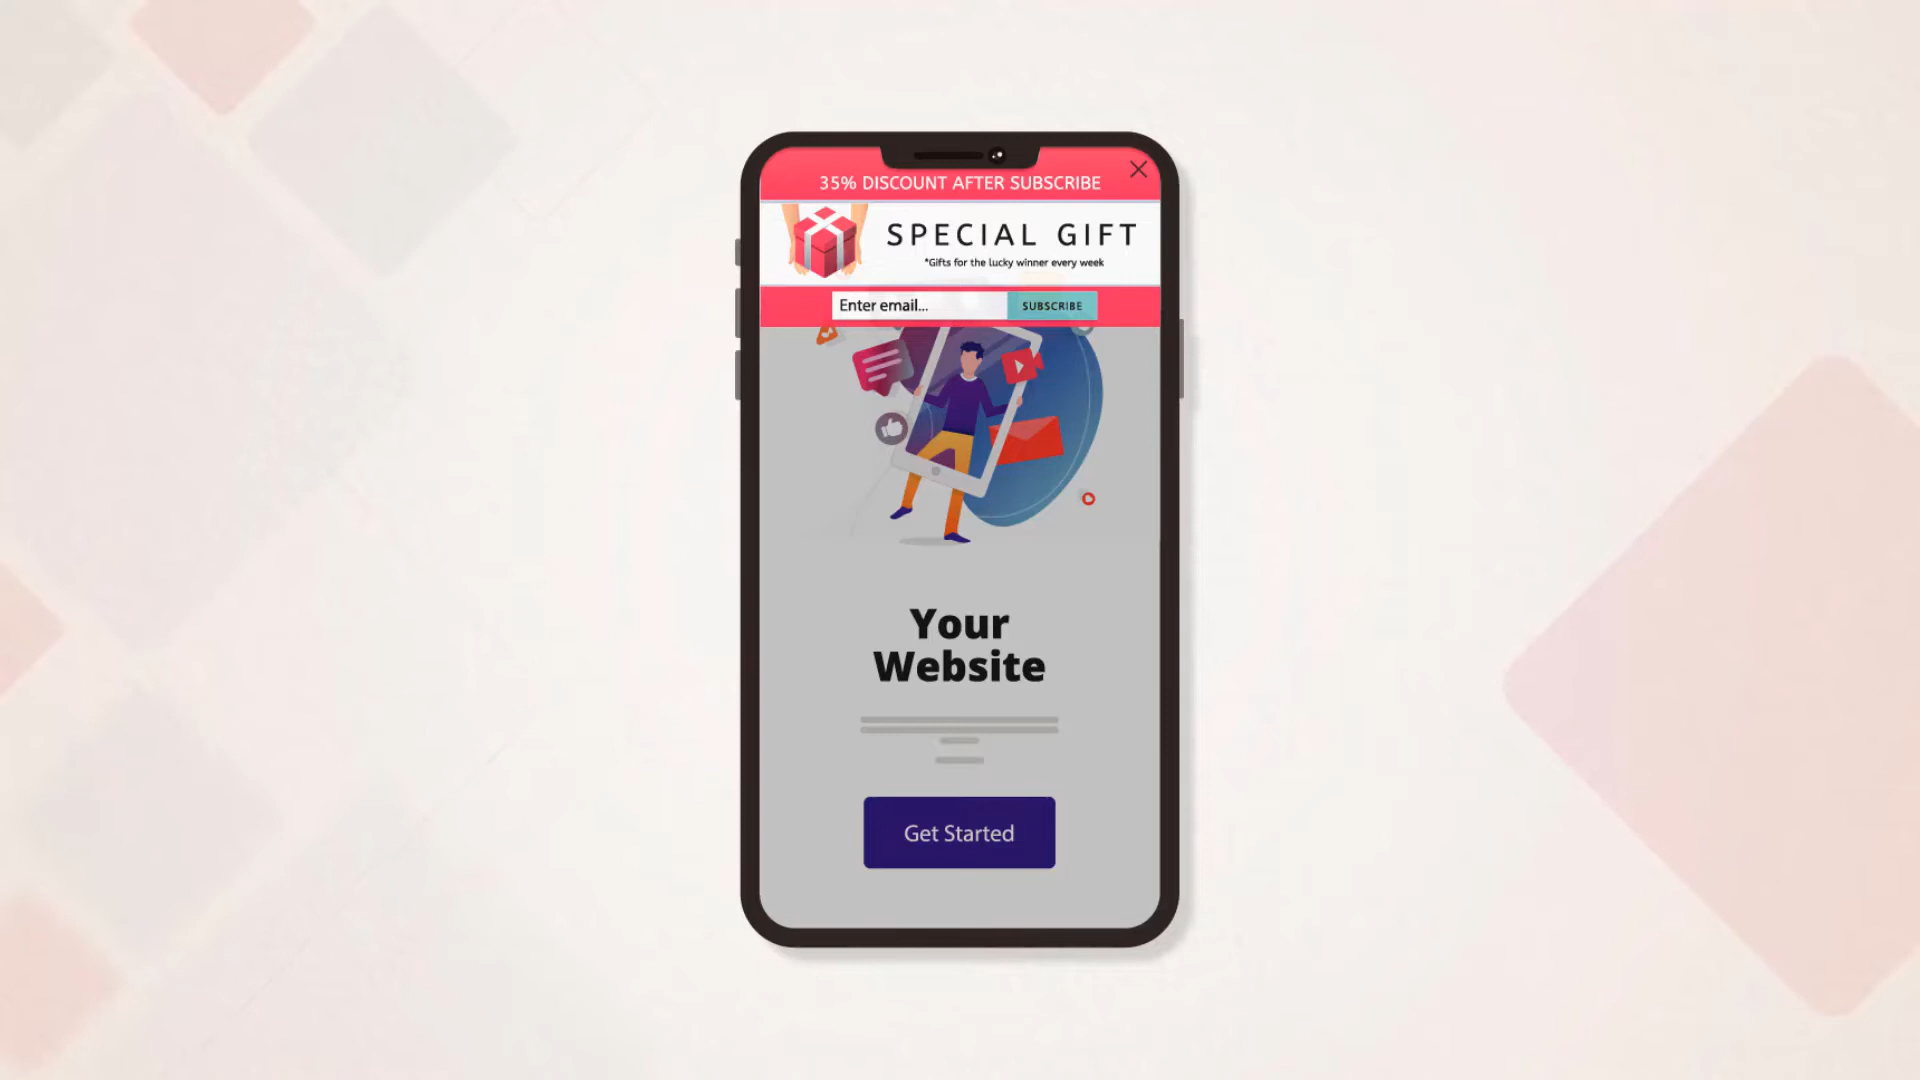 35% DISCOUNT AFTER SUBSCRIBE
SPECIAL GIFT
*Gifts for the lucky winner every week
Enter email...
SUBSCRIBE
Your
Website
Get Started